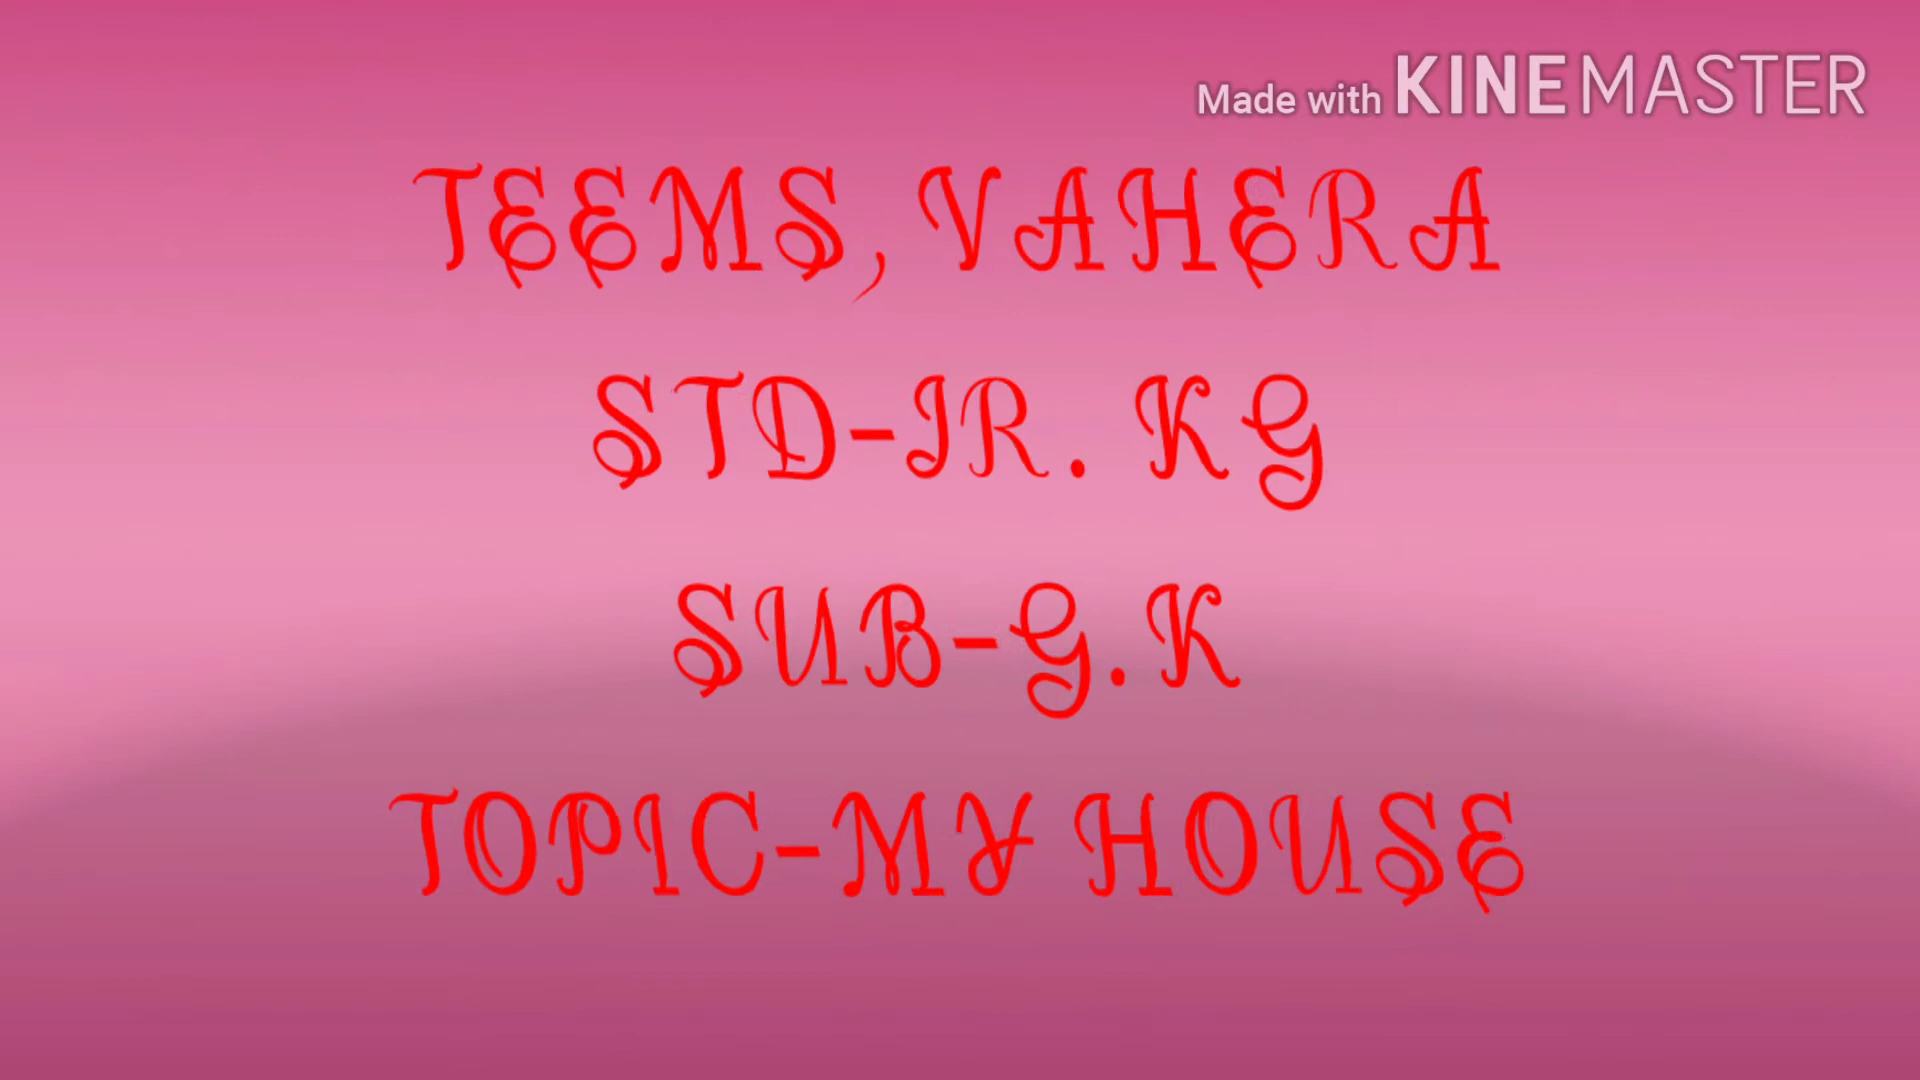 Made with KINEMASTER
TEEMS, VAHERA
STD-JR. KG
SUB-G.K
TOPIC-MY HOUSE